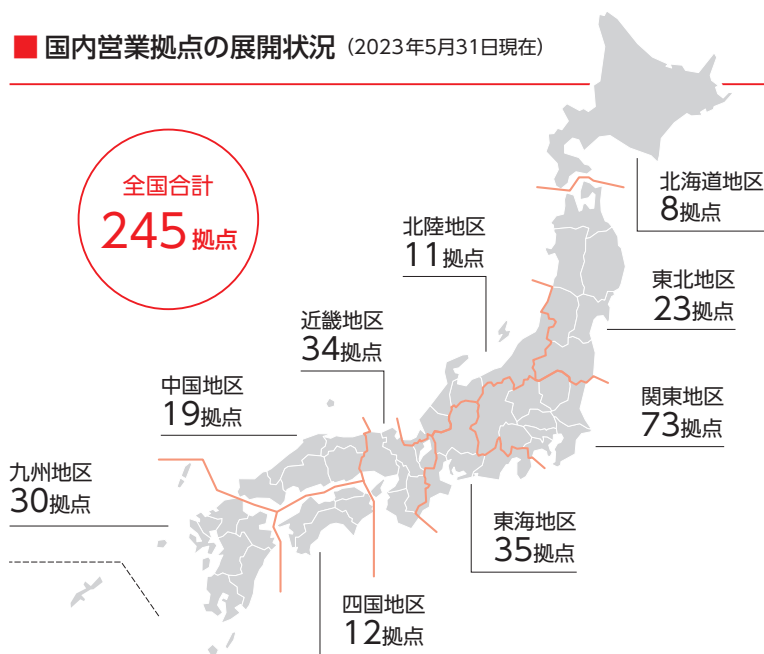 ■ 国内営業拠点の展開状況（2023年5月31日現在）
全国合計
245拠点
北海道地区
8拠点
北陸地区
11拠点
東北地区
23拠点
近畿地区
34拠点
中国地区
19拠点
関東地区
73拠点
九州地区
30拠点
東海地区
35拠点
四国地区
12拠点